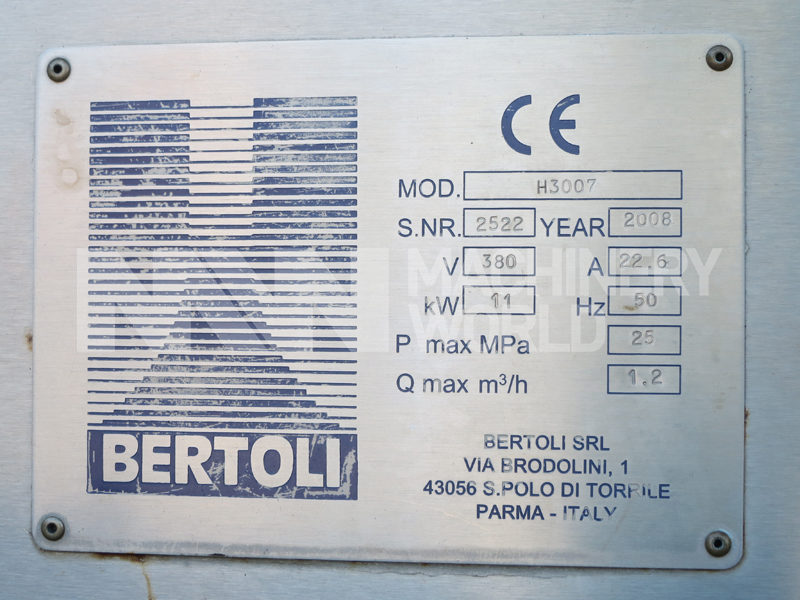 CE
MOD. H3007
S.NR. 2522 YEAR 2008
V 380 A 22,6
kW 11 Hz 50
P max MPa 25
Q max m³/h 1.2
BERTOLI
BERTOLI SRL
VIA BRODOLINI, 1
43056 S.POLO DI TORRILE
PARMA - ITALY
MACHINERY
WORLD